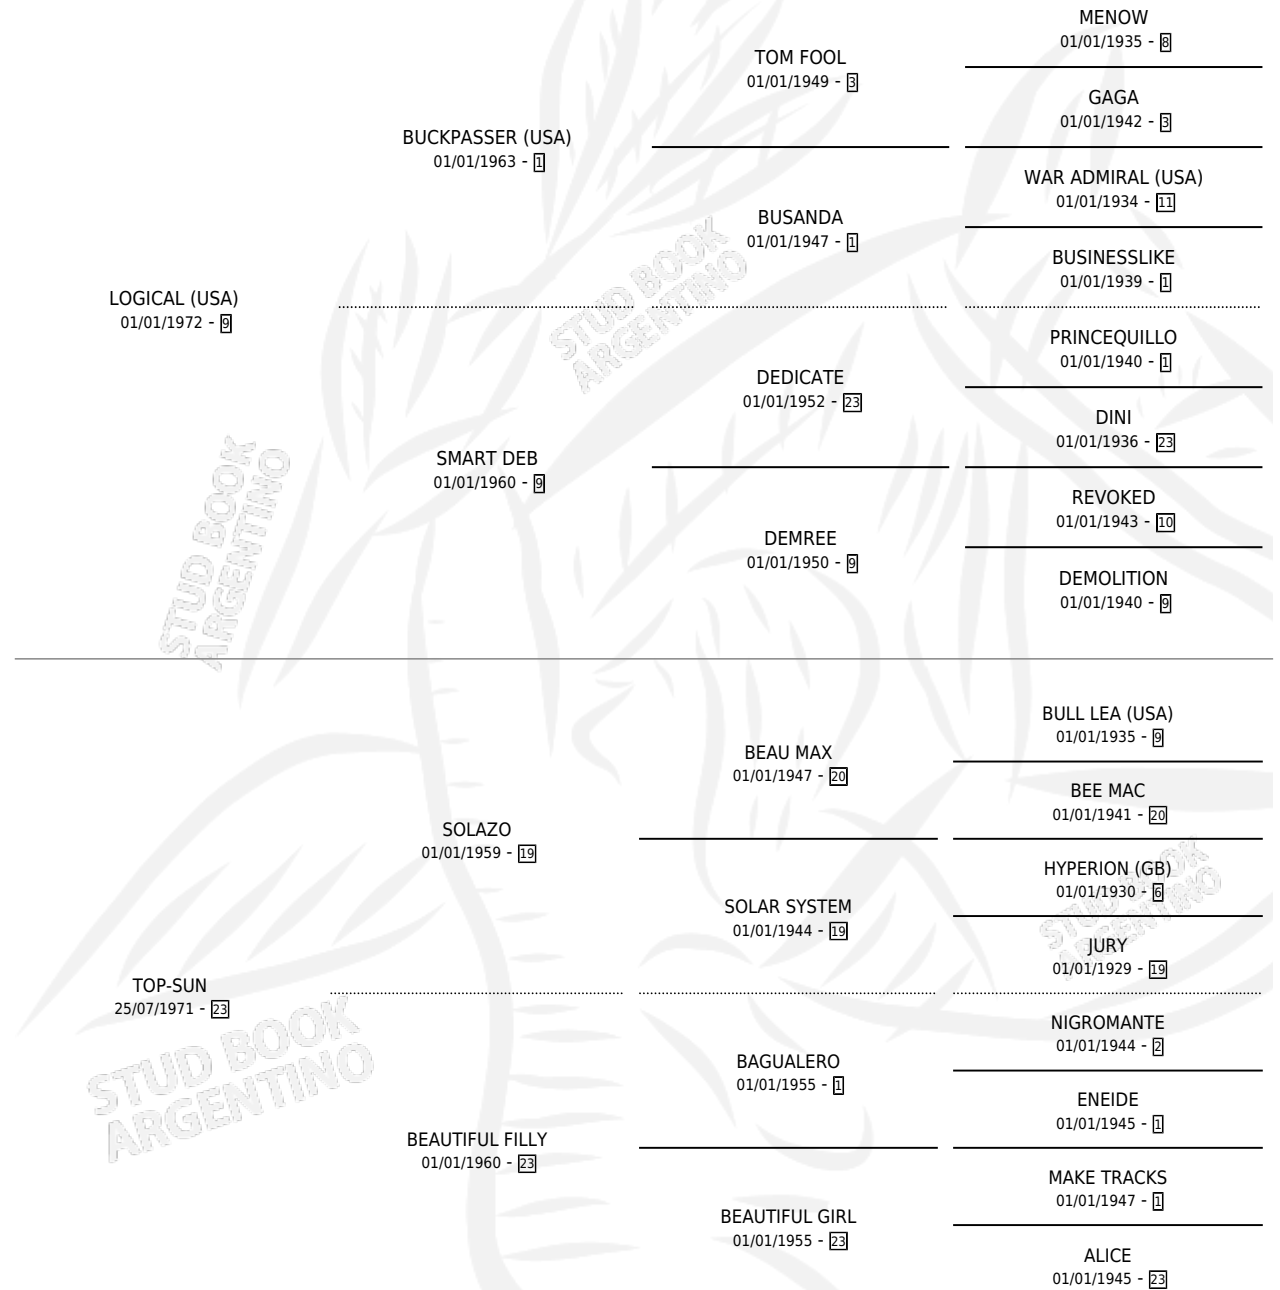 MENOW
01/01/1935 - 8
TOM FOOL
01/01/1949 - 3
GAGA
01/01/1942 - 3
BUCKPASSER (USA)
01/01/1963 - 1
WAR ADMIRAL (USA)
01/01/1934 - 11
BUSANDA
01/01/1947 - 1
BUSINESSLIKE
01/01/1939 - 1
LOGICAL (USA)
01/01/1972 - 9
PRINCEQUILLO
01/01/1940 - 1
DEDICATE
01/01/1952 - 23
DINI
01/01/1936 - 23
SMART DEB
01/01/1960 - 9
REVOKED
01/01/1943 - 10
DEMREE
01/01/1950 - 9
DEMOLITION
01/01/1940 - 9
BULL LEA (USA)
01/01/1935 - 9
BEAU MAX
01/01/1947 - 20
BEE MAC
01/01/1941 - 20
SOLAZO
01/01/1959 - 19
HYPERION (GB)
01/01/1930 - 6
SOLAR SYSTEM
01/01/1944 - 19
JURY
01/01/1929 - 19
TOP-SUN
25/07/1971 - 23
NIGROMANTE
01/01/1944 - 2
BAGUALERO
01/01/1955 - 1
ENEIDE
01/01/1945 - 1
BEAUTIFUL FILLY
01/01/1960 - 23
MAKE TRACKS
01/01/1947 - 1
BEAUTIFUL GIRL
01/01/1955 - 23
ALICE
01/01/1945 - 23
STUD BOOK
ARGENTINO
STUD BOOK
ARGENTINO
STUD BOOK
ARGENTINO
STUD BOOK
ARGENTINO